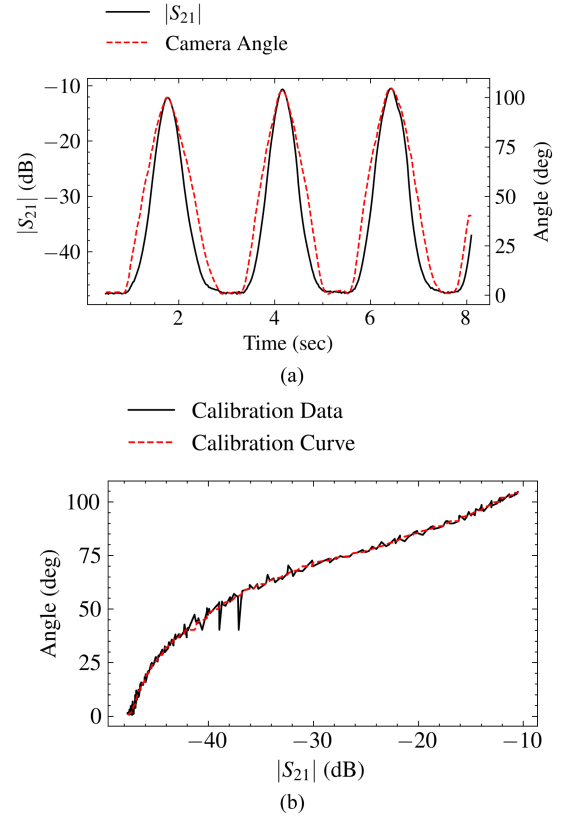 |S₂₁|
Camera Angle
−10
−20
−30
−40
|S₂₁| (dB)
100
75
50
25
0
Angle (deg)
2
4
6
8
Time (sec)
(a)
Calibration Data
Calibration Curve
100
75
50
25
0
Angle (deg)
−40
−30
−20
−10
|S₂₁| (dB)
(b)